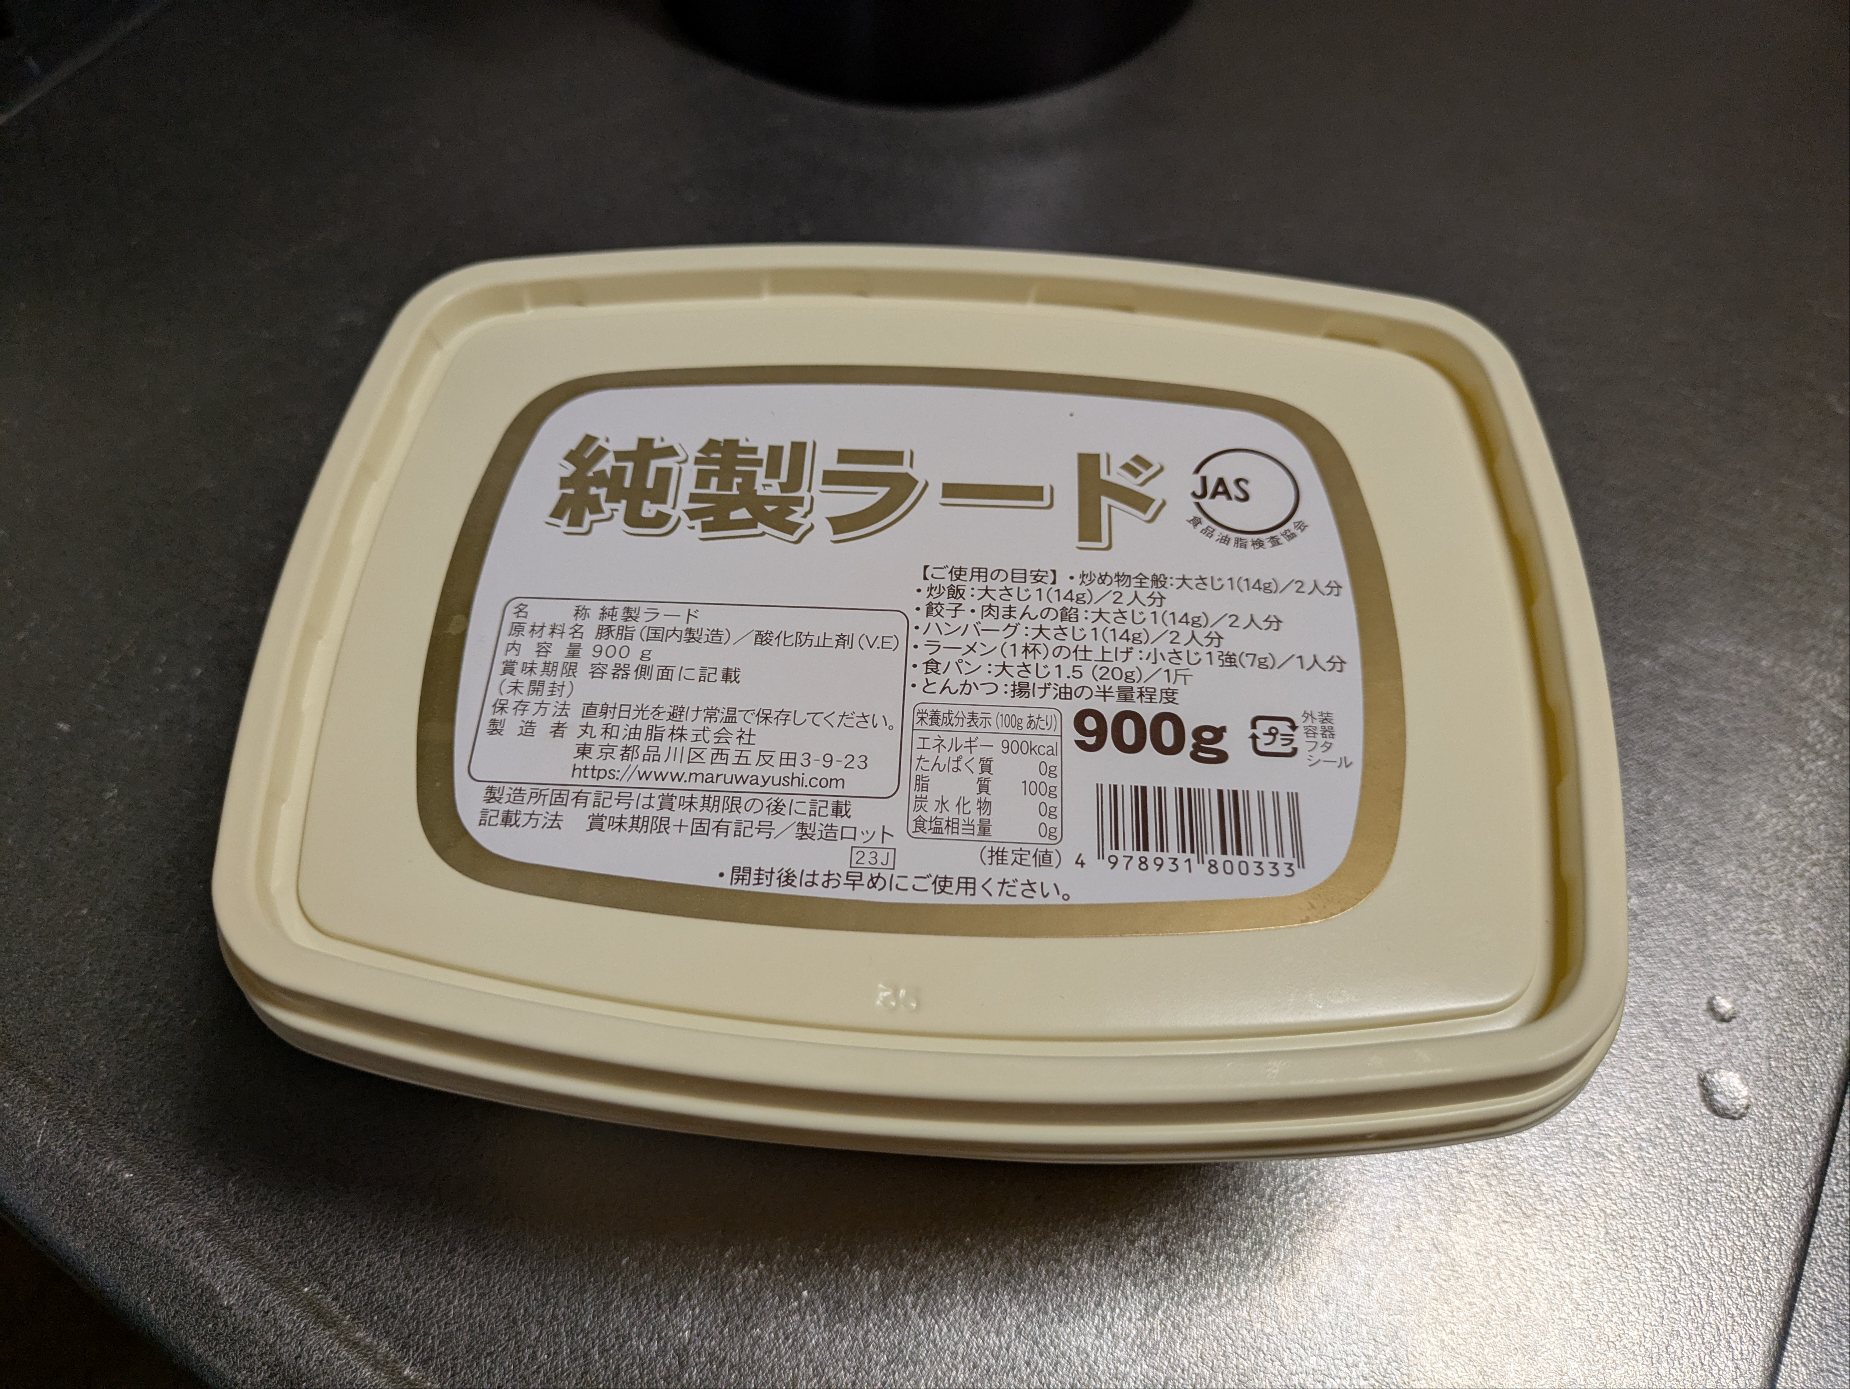 純製ラード
JAS
食品油脂検査協会
【ご使用の目安】・炒め物全般:大さじ1(14g)/2人分
・炒飯:大さじ1(14g)/2人分
・餃子・肉まんの餡:大さじ1(14g)/2人分
・ハンバーグ:大さじ1(14g)/2人分
・ラーメン(1杯)の仕上げ:小さじ1強(7g)/1人分
・食パン:大さじ1.5 (20g)/1斤
・とんかつ:揚げ油の半量程度
名称 純製ラード
原材料名 豚脂(国内製造)/酸化防止剤(V.E)
内容量 900 g
賞味期限 容器側面に記載
(未開封)
保存方法 直射日光を避け常温で保存してください。
製造者 丸和油脂株式会社
東京都品川区西五反田3-9-23
https://www.maruwayushi.com
製造所固有記号は賞味期限の後に記載
記載方法 賞味期限+固有記号/製造ロット
23J
栄養成分表示(100gあたり)
エネルギー 900kcal
たんぱく質 0g
脂質 100g
炭水化物 0g
食塩相当量 0g
(推定値)
900g
プラ
外装
容器
フタ
シール
4 978931 800333
・開封後はお早めにご使用ください。